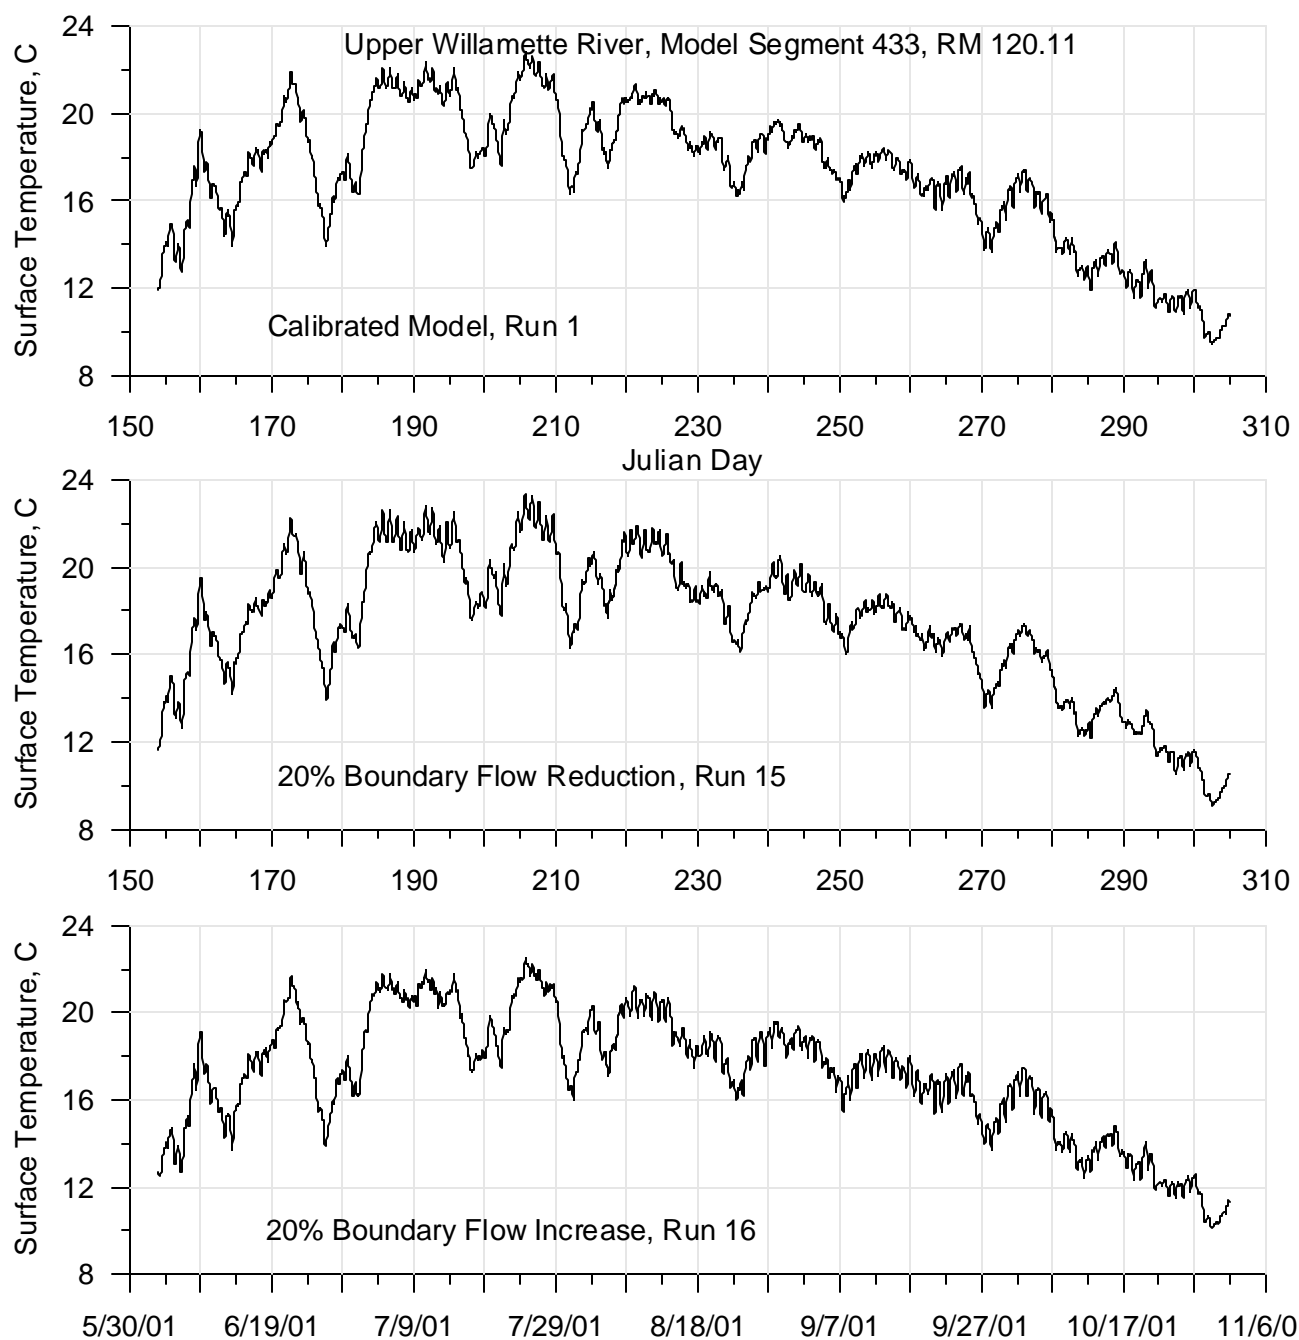 Upper Willamette River, Model Segment 433, RM 120.11
Surface Temperature, C
24
20
16
12
8
Calibrated Model, Run 1
150 170 190 210 230 250 270 290 310
Julian Day
Surface Temperature, C
24
20
16
12
8
20% Boundary Flow Reduction, Run 15
150 170 190 210 230 250 270 290 310
Surface Temperature, C
24
20
16
12
8
20% Boundary Flow Increase, Run 16
5/30/01 6/19/01 7/9/01 7/29/01 8/18/01 9/7/01 9/27/01 10/17/01 11/6/0